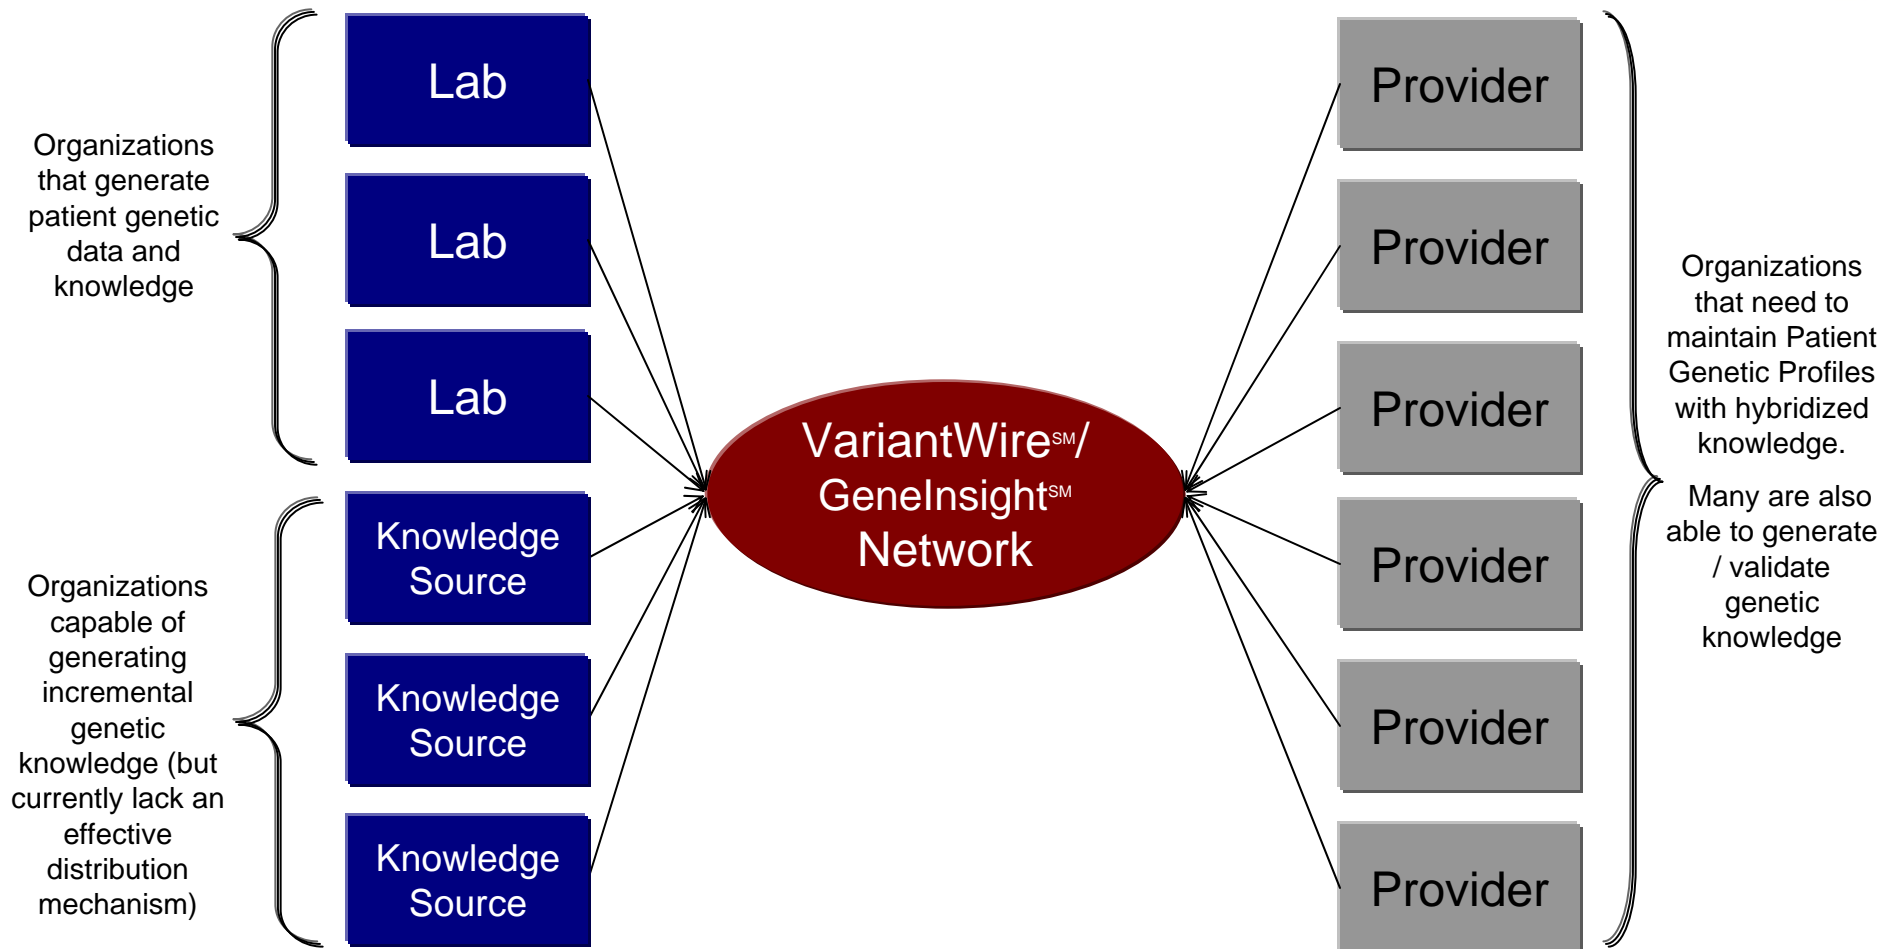 Organizations
that generate
patient genetic
data and
knowledge
Organizations
capable of
generating
incremental
genetic
knowledge (but
currently lack an
effective
distribution
mechanism)
Lab
Lab
Lab
Knowledge
Source
Knowledge
Source
Knowledge
Source
VariantWire℠/
GeneInsight℠
Network
Provider
Provider
Provider
Provider
Provider
Provider
Organizations
that need to
maintain Patient
Genetic Profiles
with hybridized
knowledge.
Many are also
able to generate
/ validate
genetic
knowledge